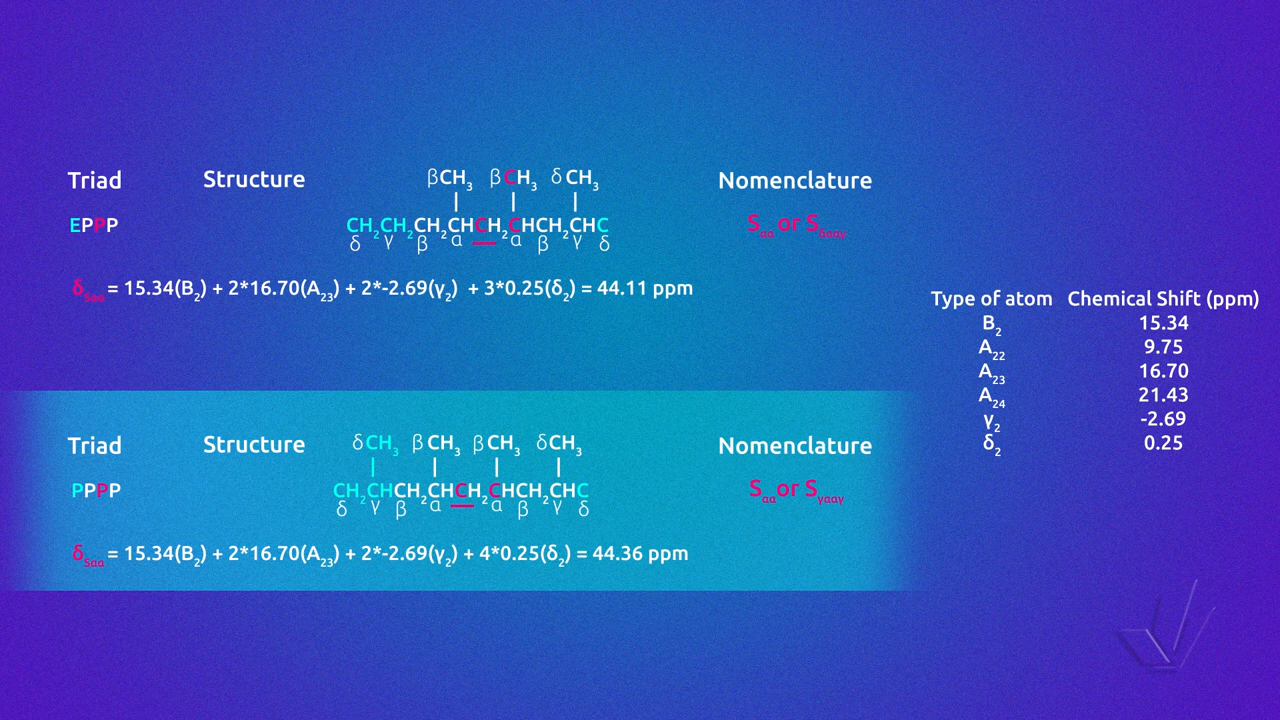 Triad Structure Nomenclature
βCH₃ βCH₃ δCH₃
EPPP CH₂CH₂CH₂CHCH₂CHCH₂CHC Sαα or Sδααγ
δ γ β α α β γ δ
δSαα = 15.34(B₂) + 2*16.70(A₂₃) + 2*-2.69(γ₂) + 3*0.25(δ₂) = 44.11 ppm
Type of atom Chemical Shift (ppm)
B₂ 15.34
A₂₂ 9.75
A₂₃ 16.70
A₂₄ 21.43
γ₂ -2.69
δ₂ 0.25
Triad Structure Nomenclature
δCH₃ βCH₃ βCH₃ δCH₃
PPPP CH₂CHCH₂CHCH₂CHCH₂CHC Sαα or Sγααγ
δ γ β α α β γ δ
δSαα = 15.34(B₂) + 2*16.70(A₂₃) + 2*-2.69(γ₂) + 4*0.25(δ₂) = 44.36 ppm